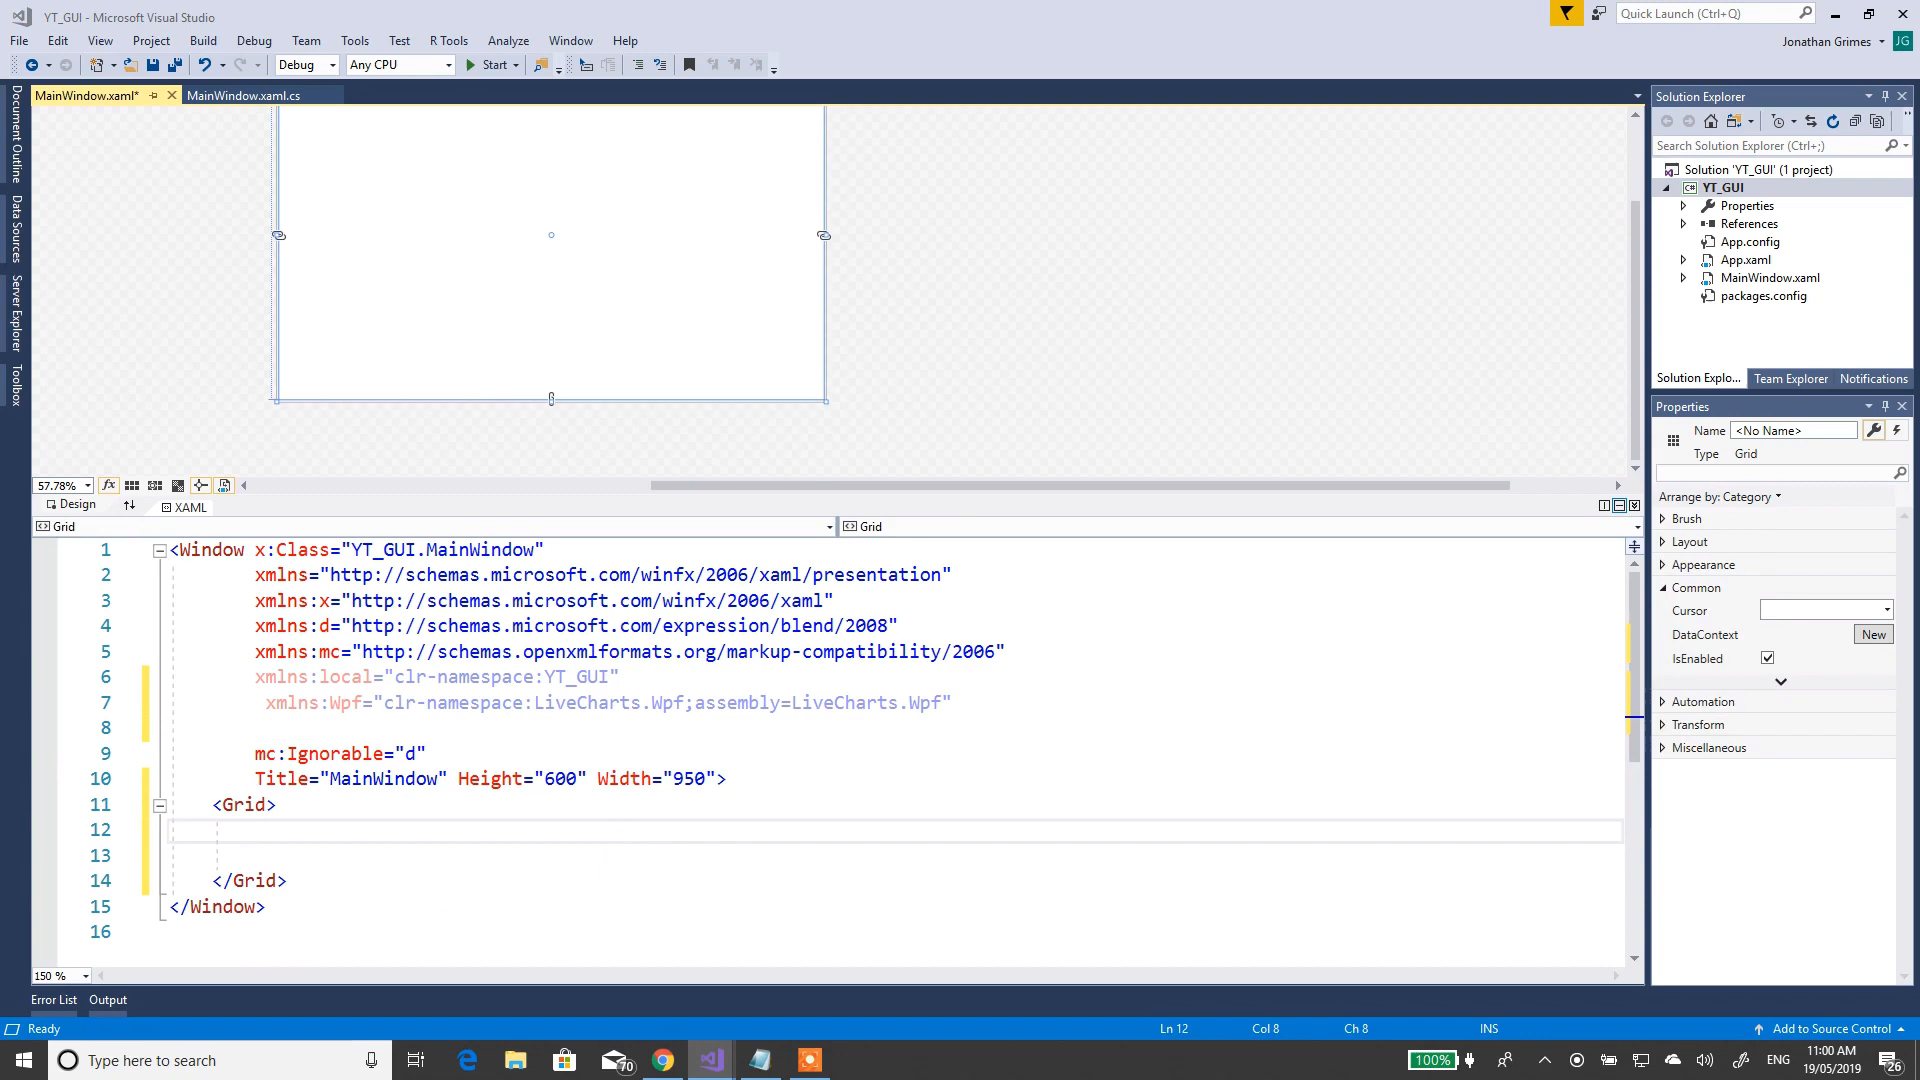 YT_GUI - Microsoft Visual Studio
Quick Launch (Ctrl+Q)
File Edit View Project Build Debug Team Tools Test R Tools Analyze Window Help
Jonathan Grimes JG
Debug Any CPU Start
MainWindow.xaml* MainWindow.xaml.cs
Document Outline
Data Sources
Server Explorer
Toolbox
Solution Explorer
Search Solution Explorer (Ctrl+;)
Solution 'YT_GUI' (1 project)
C# YT_GUI
Properties
References
App.config
App.xaml
MainWindow.xaml
packages.config
Solution Explo... Team Explorer Notifications
Properties
Name <No Name>
Type Grid
Arrange by: Category
Brush
Layout
Appearance
Common
Cursor
DataContext New
IsEnabled
Automation
Transform
Miscellaneous
57.78% fx
Design XAML
Grid Grid
1 <Window x:Class="YT_GUI.MainWindow"
2 xmlns="http://schemas.microsoft.com/winfx/2006/xaml/presentation"
3 xmlns:x="http://schemas.microsoft.com/winfx/2006/xaml"
4 xmlns:d="http://schemas.microsoft.com/expression/blend/2008"
5 xmlns:mc="http://schemas.openxmlformats.org/markup-compatibility/2006"
6 xmlns:local="clr-namespace:YT_GUI"
7 xmlns:Wpf="clr-namespace:LiveCharts.Wpf;assembly=LiveCharts.Wpf"
8
9 mc:Ignorable="d"
10 Title="MainWindow" Height="600" Width="950">
11 <Grid>
12
13
14 </Grid>
15 </Window>
16
150 %
Error List Output
Ready Ln 12 Col 8 Ch 8 INS Add to Source Control
Type here to search 70 100% ENG 11:00 AM
19/05/2019 26